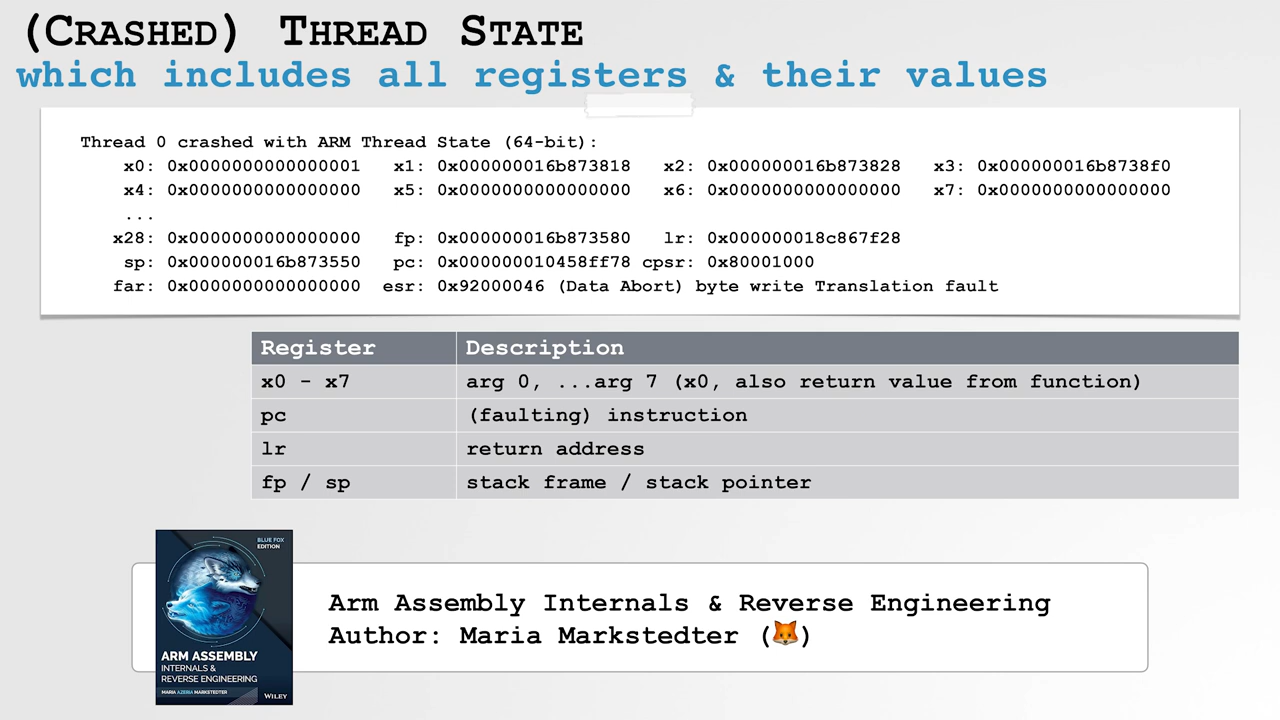 (Crashed) Thread State
which includes all registers & their values
Thread 0 crashed with ARM Thread State (64-bit):
x0: 0x0000000000000001 x1: 0x000000016b873818 x2: 0x000000016b873828 x3: 0x000000016b8738f0
x4: 0x0000000000000000 x5: 0x0000000000000000 x6: 0x0000000000000000 x7: 0x0000000000000000
...
x28: 0x0000000000000000 fp: 0x000000016b873580 lr: 0x000000018c867f28
sp: 0x000000016b873550 pc: 0x000000010458ff78 cpsr: 0x80001000
far: 0x0000000000000000 esr: 0x92000046 (Data Abort) byte write Translation fault
Register Description
x0 - x7 arg 0, ...arg 7 (x0, also return value from function)
pc (faulting) instruction
lr return address
fp / sp stack frame / stack pointer
BLUE FOX
EDITION
ARM ASSEMBLY
INTERNALS &
REVERSE ENGINEERING
MARIA AZERIA MARKSTEDTER
WILEY
Arm Assembly Internals & Reverse Engineering
Author: Maria Markstedter (🦊)